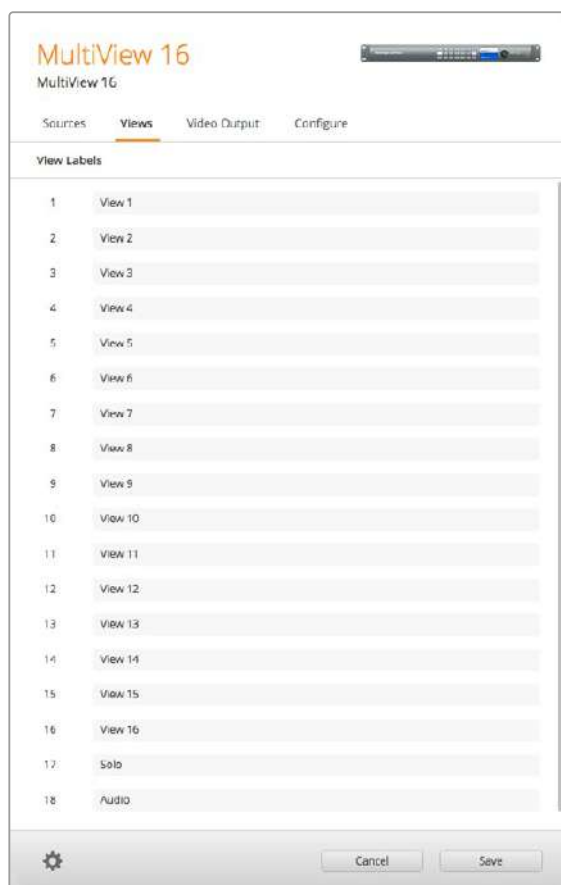 MultiView 16
MultiView 16
Sources Views Video Output Configure
View Labels
1 View 1
2 View 2
3 View 3
4 View 4
5 View 5
6 View 6
7 View 7
8 View 8
9 View 9
10 View 10
11 View 11
12 View 12
13 View 13
14 View 14
15 View 15
16 View 16
17 Solo
18 Audio
Cancel Save